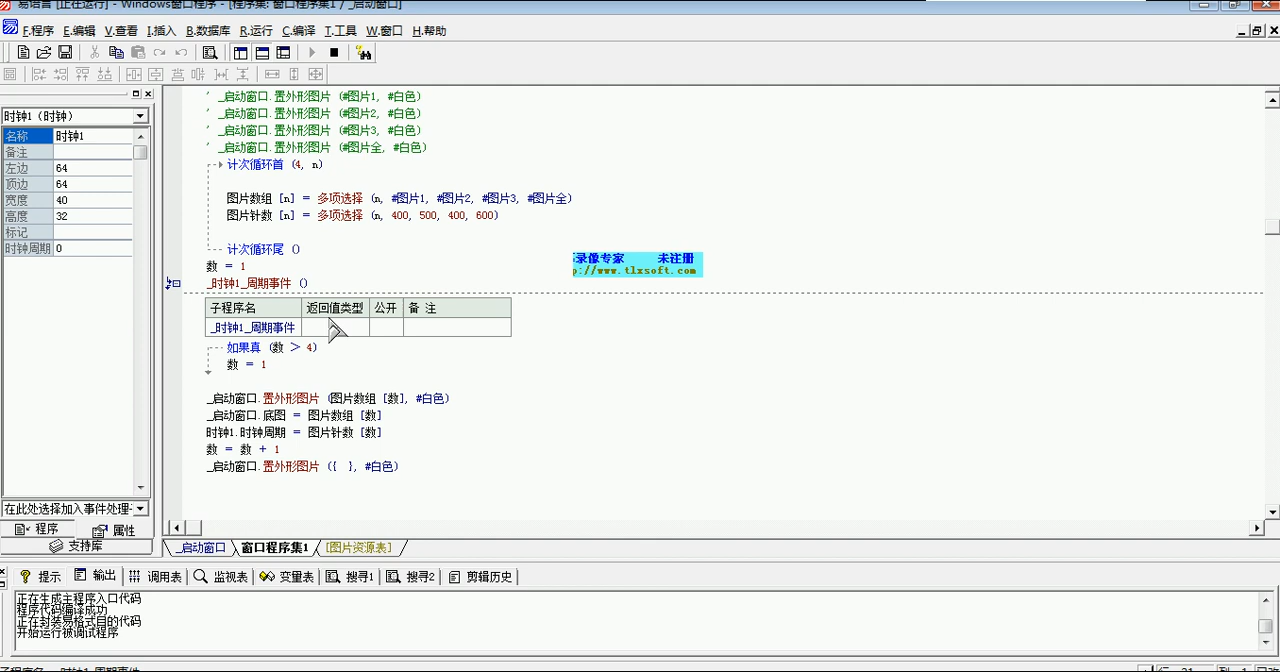 易语言 [正在运行] - Windows窗口程序 - [程序集: 窗口程序集1 / _启动窗口]
F.程序 E.编辑 V.查看 I.插入 B.数据库 R.运行 C.编译 T.工具 W.窗口 H.帮助
时钟1（时钟）
名称 时钟1
备注
左边 64
顶边 64
宽度 40
高度 32
标记
时钟周期 0
在此处选择加入事件处理
程序 属性
支持库
' _启动窗口.置外形图片 (#图片1, #白色)
' _启动窗口.置外形图片 (#图片2, #白色)
' _启动窗口.置外形图片 (#图片3, #白色)
' _启动窗口.置外形图片 (#图片全, #白色)
计次循环首 (4, n)
图片数组 [n] = 多项选择 (n, #图片1, #图片2, #图片3, #图片全)
图片针数 [n] = 多项选择 (n, 400, 500, 400, 600)
计次循环尾 ()
数 = 1
_时钟1_周期事件 ()
录像专家 未注册
p://www.tlxsoft.com
子程序名 返回值类型 公开 备 注
_时钟1_周期事件
如果真 (数 > 4)
数 = 1
_启动窗口.置外形图片 (图片数组 [数], #白色)
_启动窗口.底图 = 图片数组 [数]
时钟1.时钟周期 = 图片针数 [数]
数 = 数 + 1
_启动窗口.置外形图片 ({ }, #白色)
_启动窗口 窗口程序集1 [图片资源表]
提示 输出 调用表 监视表 变量表 搜寻1 搜寻2 剪辑历史
正在生成主程序入口代码
程序代码编译成功
正在封装易格式目的代码
开始运行被调试程序